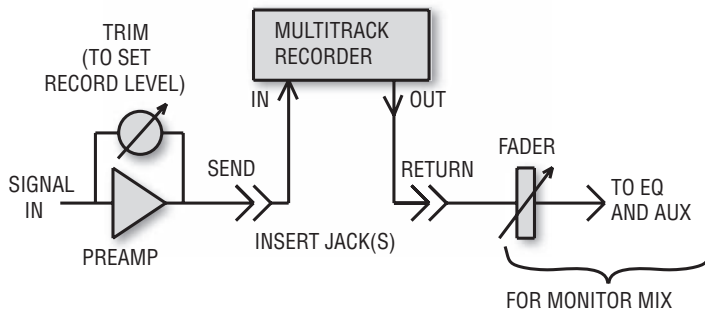 TRIM
(TO SET
RECORD LEVEL)
MULTITRACK
RECORDER
IN
OUT
SIGNAL
IN
SEND
RETURN
FADER
TO EQ
AND AUX
PREAMP
INSERT JACK(S)
FOR MONITOR MIX